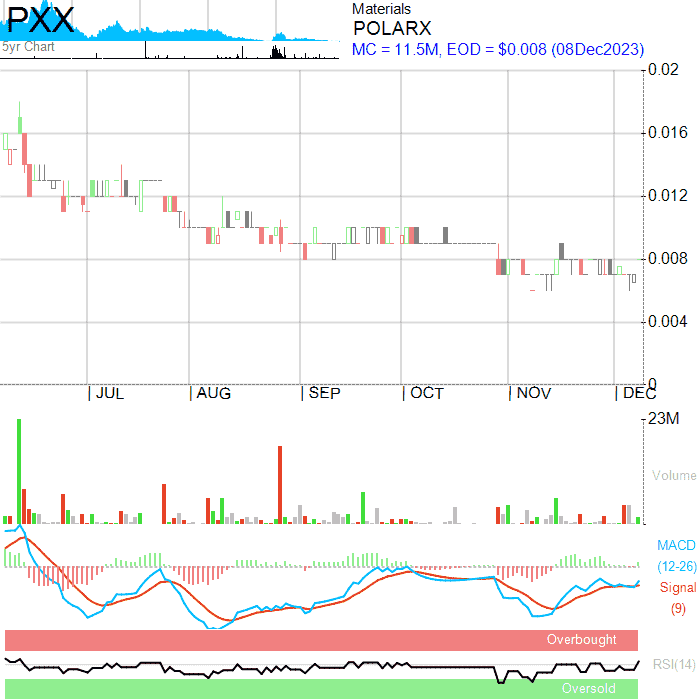 PXX
5yr Chart
Materials
POLARX
MC = 11.5M, EOD = $0.008 (08Dec2023)
0.02
0.016
0.012
0.008
0.004
0
JUL AUG SEP OCT NOV DEC
23M
Volume
MACD
(12-26)
Signal
(9)
Overbought
RSI(14)
Oversold